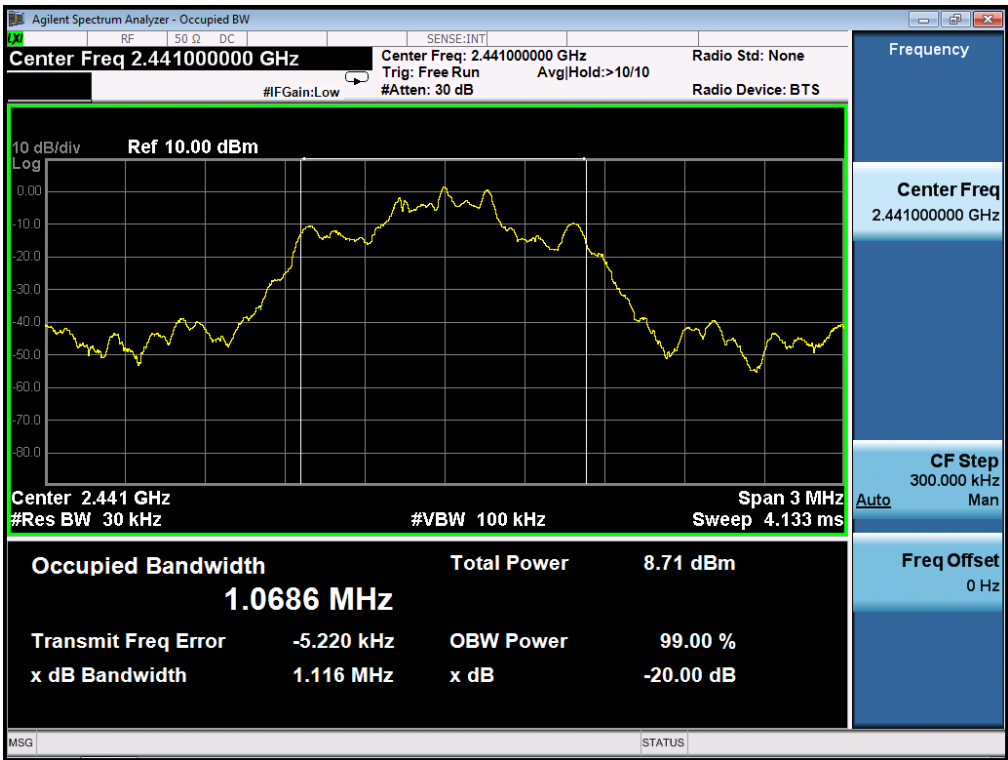 Agilent Spectrum Analyzer - Occupied BW
LXI RF 50 Ω DC SENSE:INT
Center Freq 2.441000000 GHz
#IFGain:Low
Center Freq: 2.441000000 GHz
Trig: Free Run Avg|Hold:>10/10
#Atten: 30 dB
Radio Std: None
Radio Device: BTS
10 dB/div Ref 10.00 dBm
Log
0.00
-10.0
-20.0
-30.0
-40.0
-50.0
-60.0
-70.0
-80.0
Center 2.441 GHz Span 3 MHz
#Res BW 30 kHz #VBW 100 kHz Sweep 4.133 ms
Occupied Bandwidth Total Power 8.71 dBm
1.0686 MHz
Transmit Freq Error -5.220 kHz OBW Power 99.00 %
x dB Bandwidth 1.116 MHz x dB -20.00 dB
MSG STATUS
Frequency
Center Freq
2.441000000 GHz
CF Step
300.000 kHz
Auto Man
Freq Offset
0 Hz